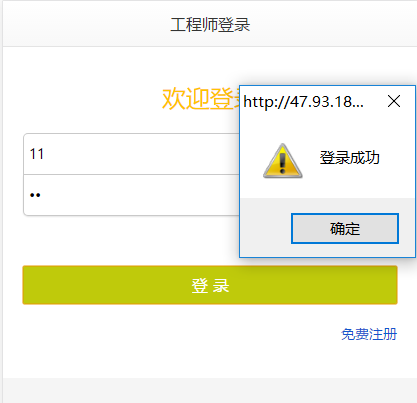 工程师登录
欢迎登
http://47.93.18...
登录成功
确定
11
••
登 录
免费注册